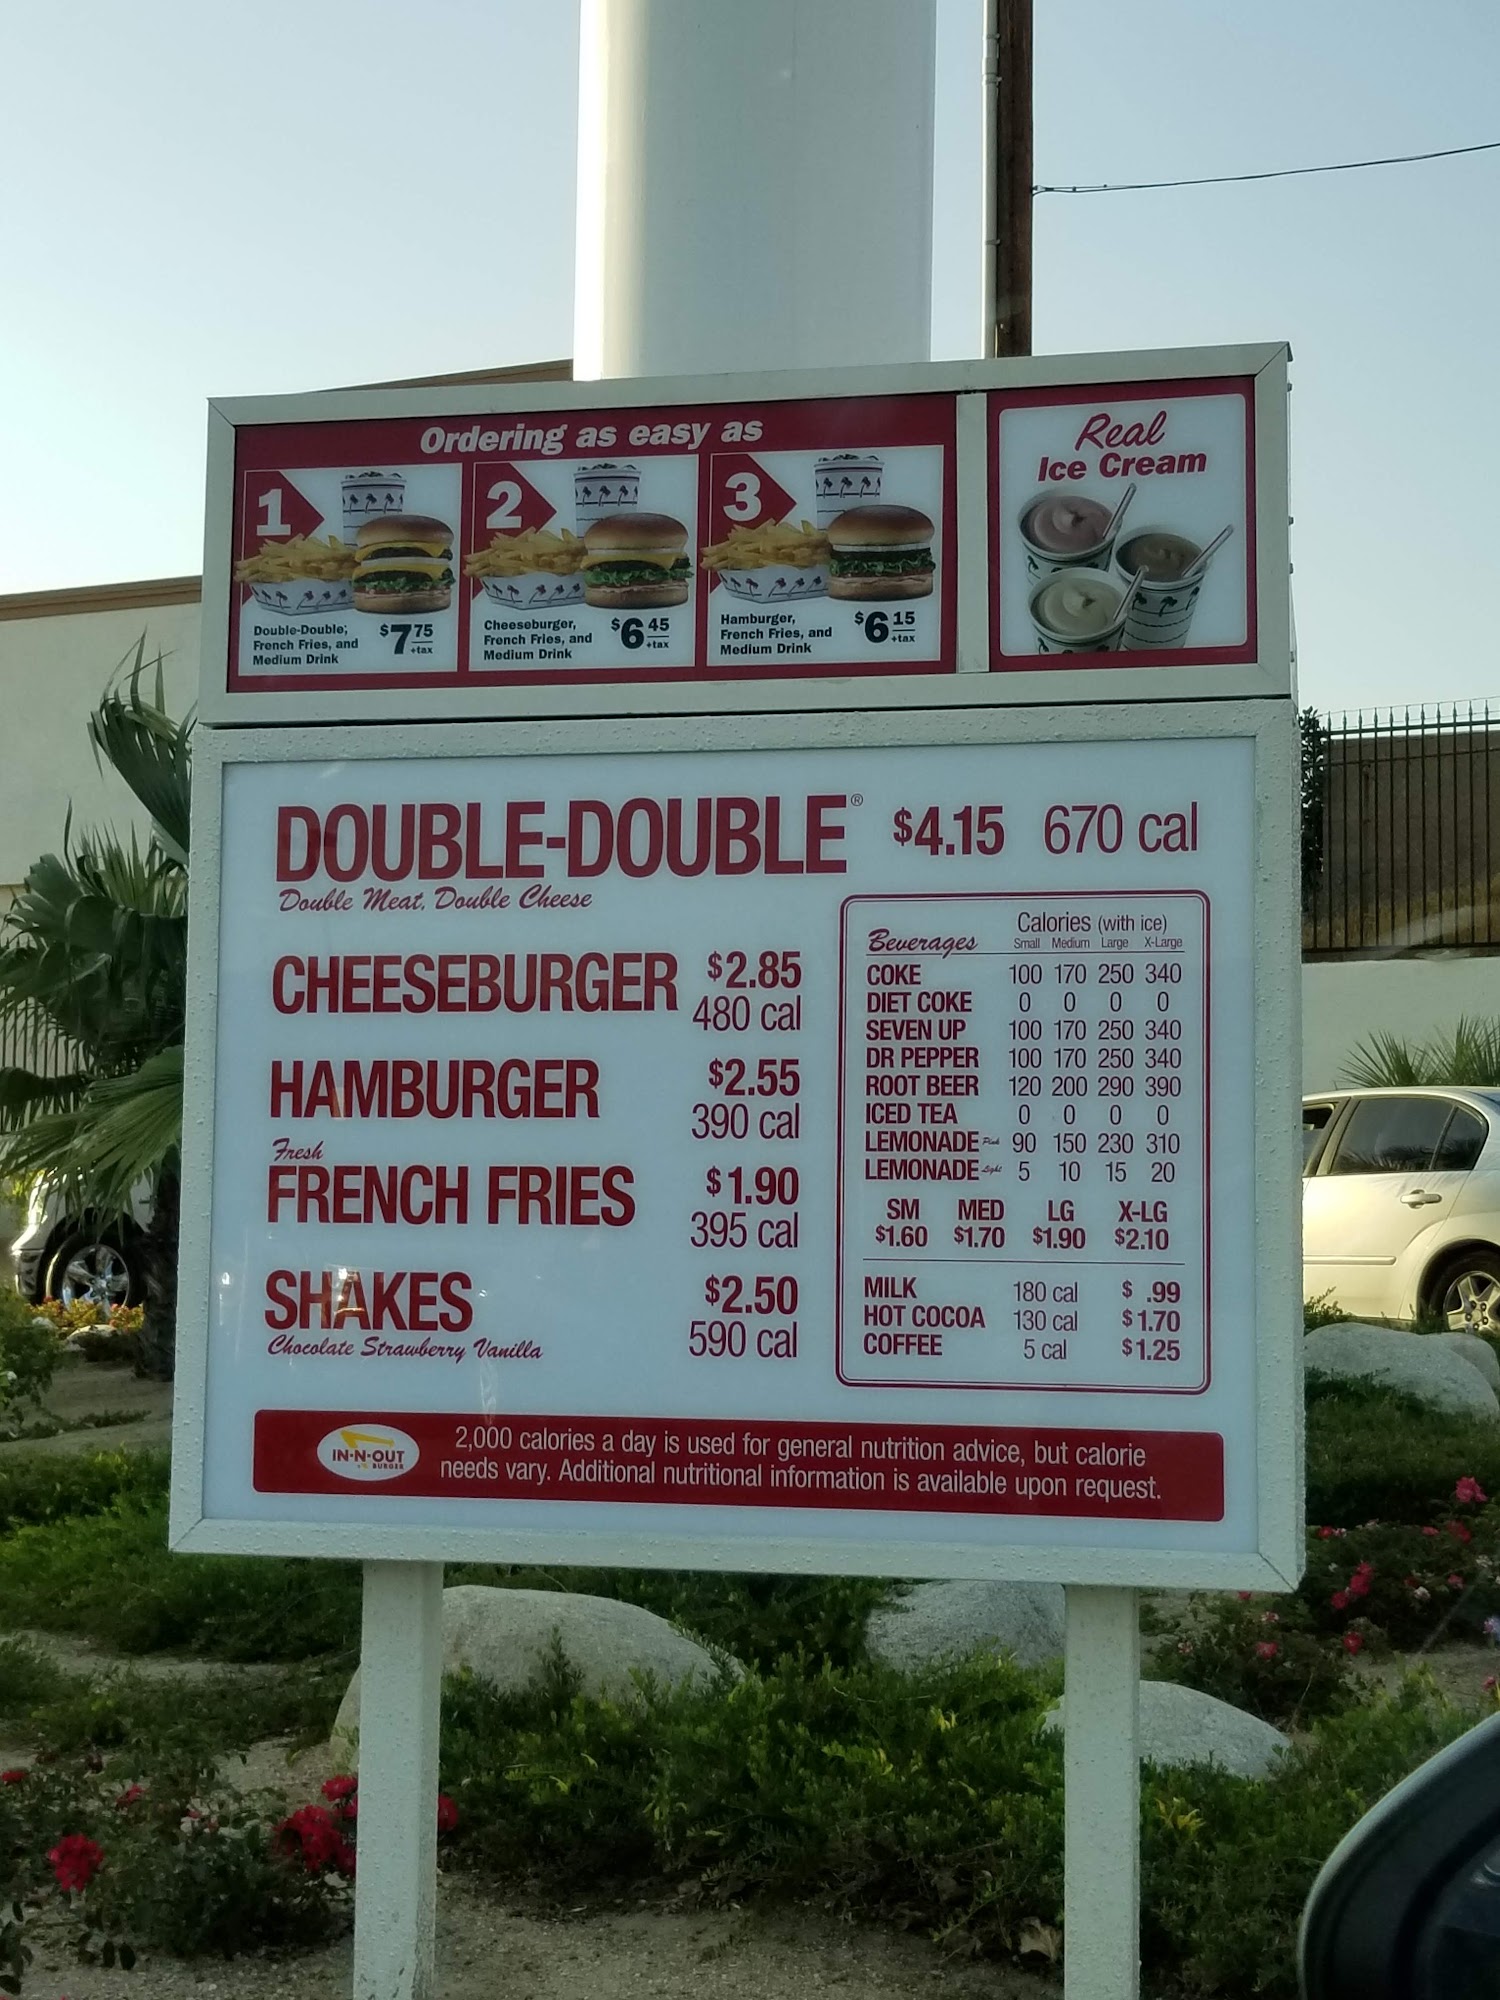 Ordering as easy as
1
Double-Double,
French Fries, and
Medium Drink
$7 75
+tax
2
Cheeseburger,
French Fries, and
Medium Drink
$6 45
+tax
3
Hamburger,
French Fries, and
Medium Drink
$6 15
+tax
Real
Ice Cream
DOUBLE-DOUBLE® $4.15 670 cal
Double Meat, Double Cheese
CHEESEBURGER $2.85
480 cal
HAMBURGER $2.55
390 cal
Fresh
FRENCH FRIES $1.90
395 cal
SHAKES $2.50
Chocolate Strawberry Vanilla 590 cal
Calories (with ice)
Beverages Small Medium Large X-Large
COKE 100 170 250 340
DIET COKE 0 0 0 0
SEVEN UP 100 170 250 340
DR PEPPER 100 170 250 340
ROOT BEER 120 200 290 390
ICED TEA 0 0 0 0
LEMONADE Pink 90 150 230 310
LEMONADE Light 5 10 15 20
SM MED LG X-LG
$1.60 $1.70 $1.90 $2.10
MILK 180 cal $ .99
HOT COCOA 130 cal $1.70
COFFEE 5 cal $1.25
IN-N-OUT
BURGER
2,000 calories a day is used for general nutrition advice, but calorie
needs vary. Additional nutritional information is available upon request.